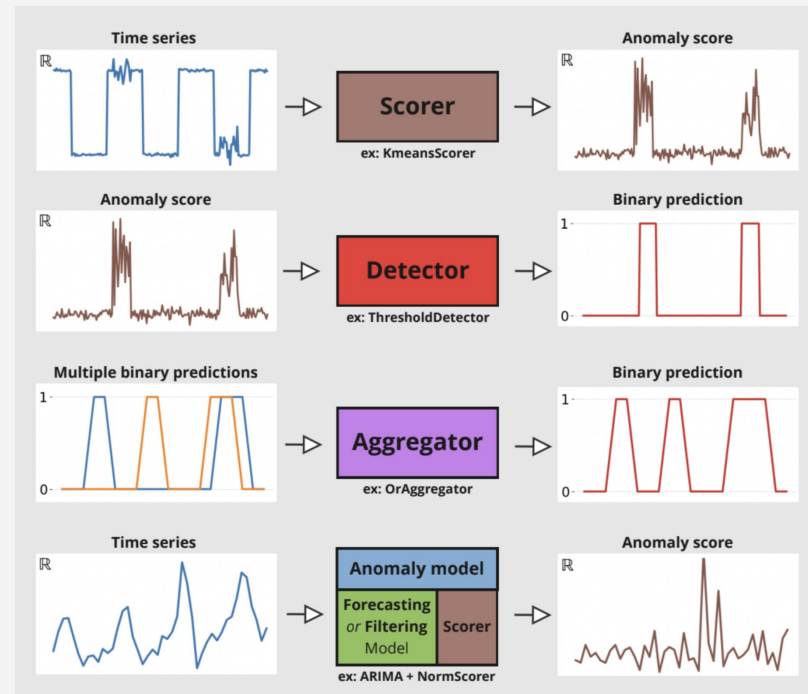 Time series
Anomaly score
ℝ
Scorer
ℝ
ex: KmeansScorer
Anomaly score
Binary prediction
ℝ
Detector
1
0
ex: ThresholdDetector
Multiple binary predictions
Binary prediction
1
0
Aggregator
1
0
ex: OrAggregator
Time series
Anomaly score
ℝ
Anomaly model
Forecasting
or Filtering
Model
Scorer
ℝ
ex: ARIMA + NormScorer